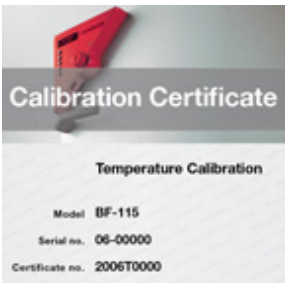 Calibration Certificate
Temperature Calibration
Model BF-115
Serial no. 06-00000
Certificate no. 2006T0000